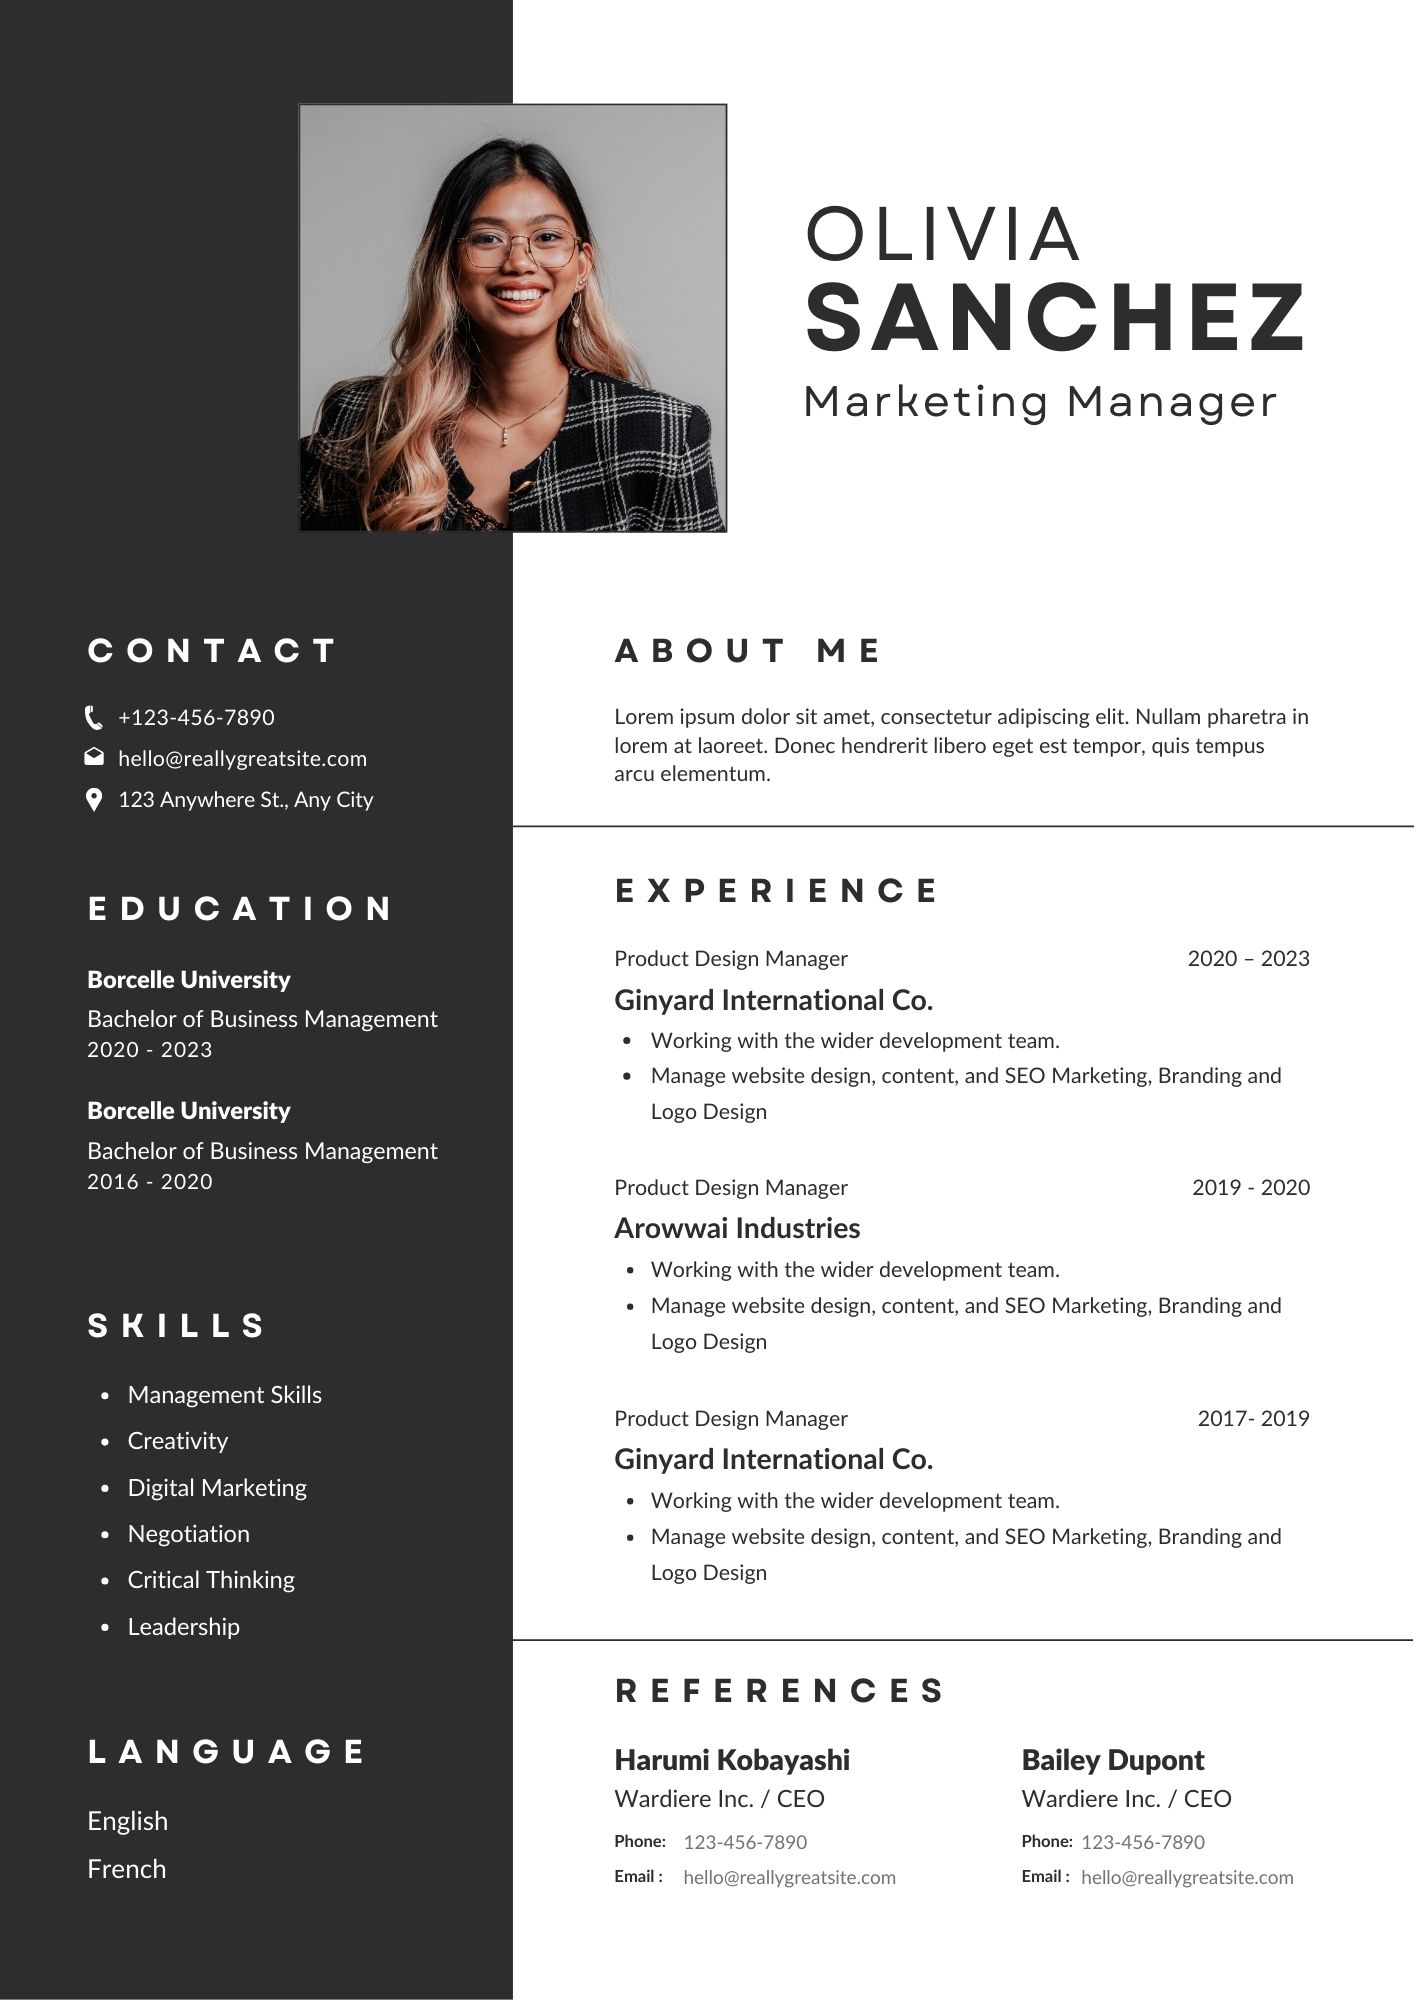 OLIVIA
SANCHEZ
Marketing Manager
CONTACT
+123-456-7890
hello@reallygreatsite.com
123 Anywhere St., Any City
EDUCATION
Borcelle University
Bachelor of Business Management
2020 - 2023
Borcelle University
Bachelor of Business Management
2016 - 2020
SKILLS
• Management Skills
• Creativity
• Digital Marketing
• Negotiation
• Critical Thinking
• Leadership
LANGUAGE
English
French
ABOUT ME
Lorem ipsum dolor sit amet, consectetur adipiscing elit. Nullam pharetra in
lorem at laoreet. Donec hendrerit libero eget est tempor, quis tempus
arcu elementum.
EXPERIENCE
Product Design Manager 2020 – 2023
Ginyard International Co.
• Working with the wider development team.
• Manage website design, content, and SEO Marketing, Branding and
Logo Design
Product Design Manager 2019 - 2020
Arowwai Industries
• Working with the wider development team.
• Manage website design, content, and SEO Marketing, Branding and
Logo Design
Product Design Manager 2017- 2019
Ginyard International Co.
• Working with the wider development team.
• Manage website design, content, and SEO Marketing, Branding and
Logo Design
REFERENCES
Harumi Kobayashi
Wardiere Inc. / CEO
Phone: 123-456-7890
Email : hello@reallygreatsite.com
Bailey Dupont
Wardiere Inc. / CEO
Phone: 123-456-7890
Email : hello@reallygreatsite.com